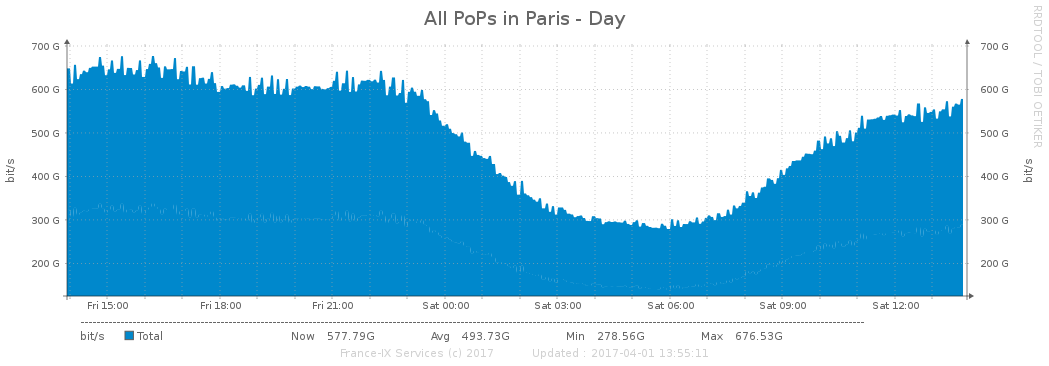 All PoPs in Paris - Day
RRDTOOL / TOBI OETIKER
700 G 700 G
600 G 600 G
500 G 500 G
400 G 400 G
300 G 300 G
200 G 200 G
bit/s bit/s
Fri 15:00 Fri 18:00 Fri 21:00 Sat 00:00 Sat 03:00 Sat 06:00 Sat 09:00 Sat 12:00
bit/s Total Now 577.79G Avg 493.73G Min 278.56G Max 676.53G
France-IX Services (c) 2017 Updated : 2017-04-01 13:55:11